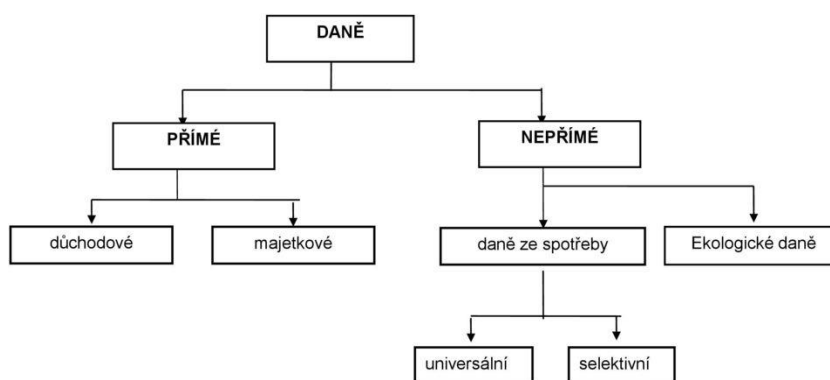 DANĚ
PŘÍMÉ
NEPŘÍMÉ
důchodové
majetkové
daně ze spotřeby
Ekologické daně
universální
selektivní